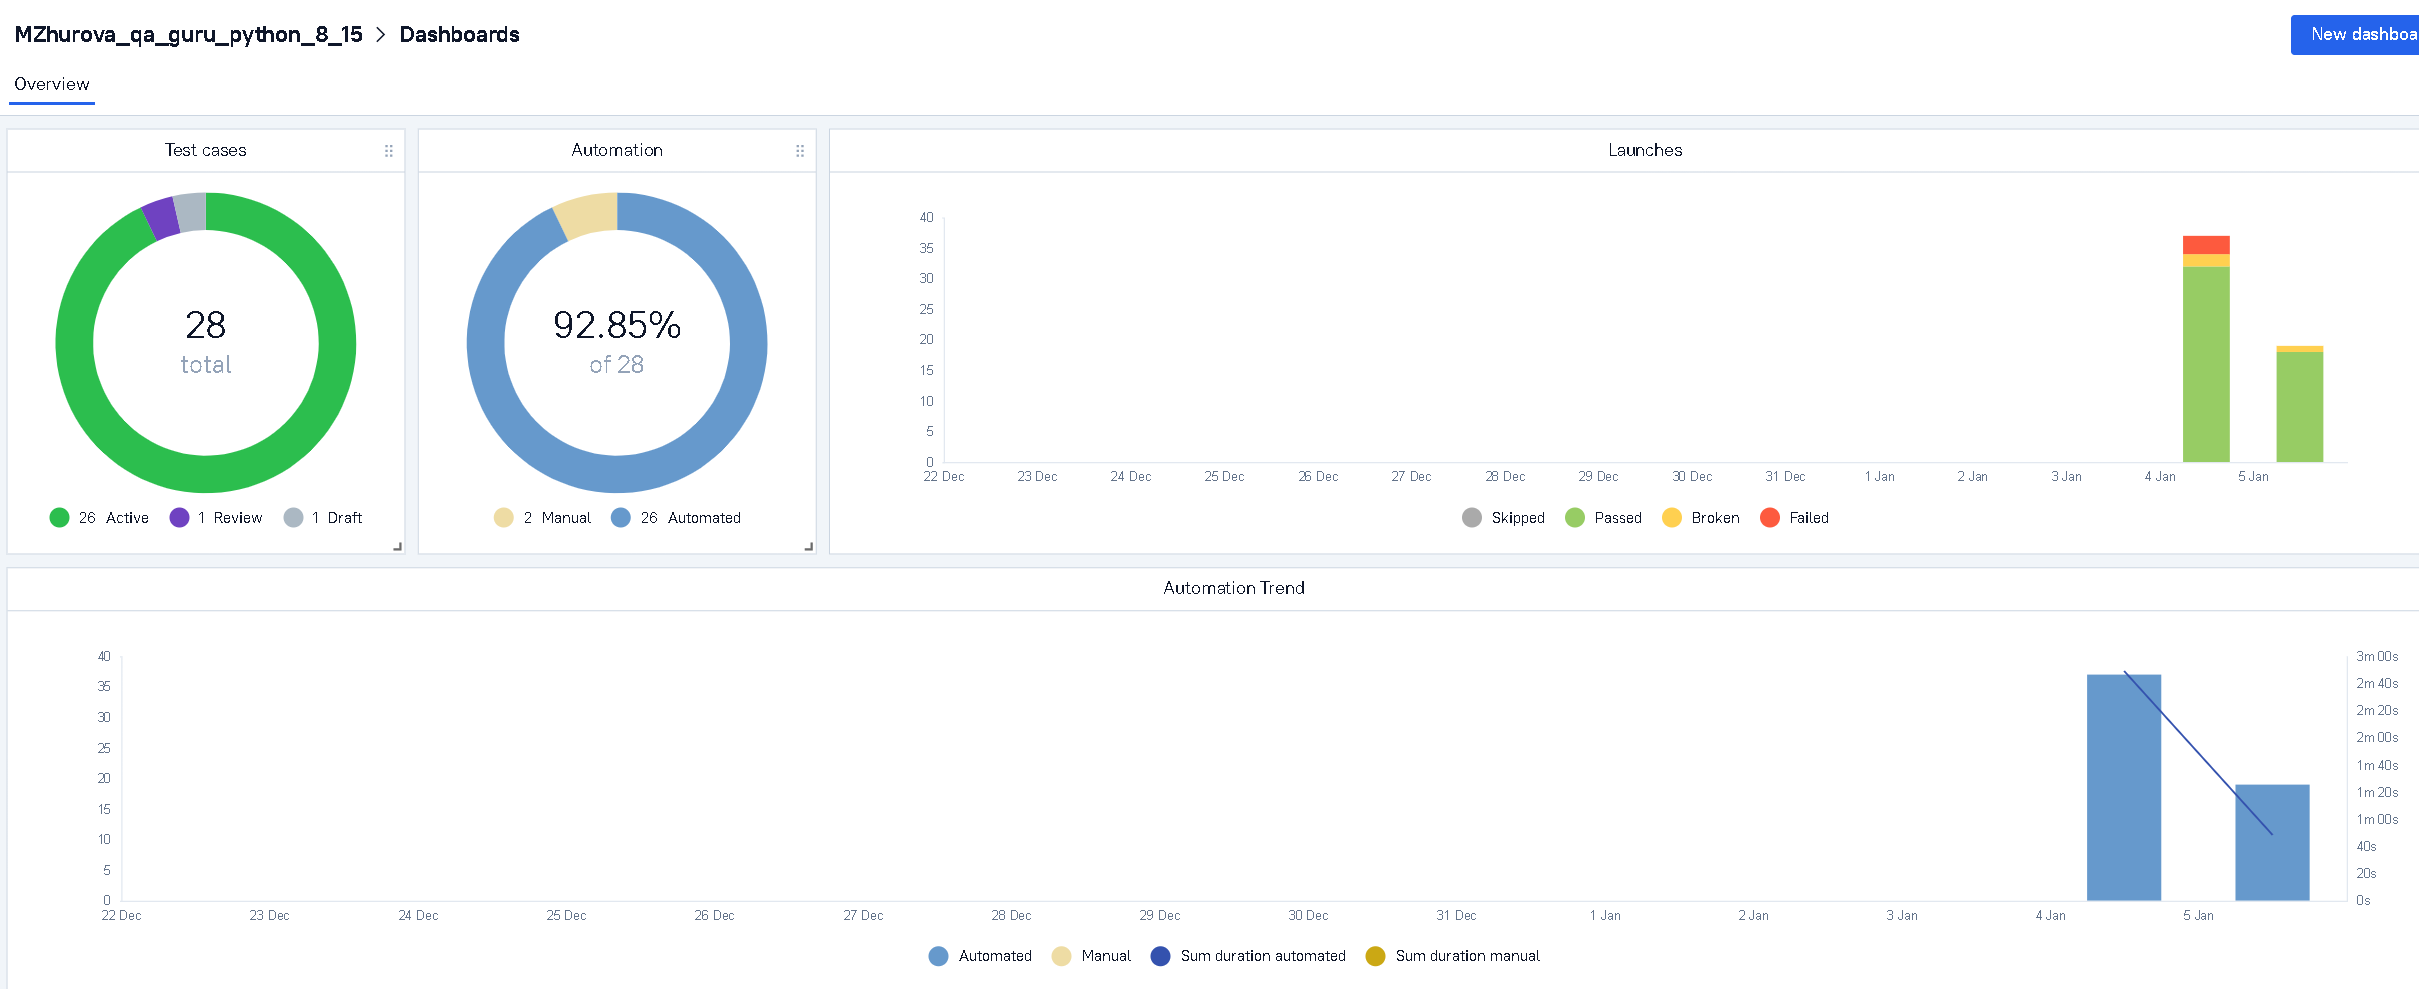 MZhurova_qa_guru_python_8_15 > Dashboards
New dashboa
Overview
Test cases
28
total
26 Active 1 Review 1 Draft
Automation
92.85%
of 28
2 Manual 26 Automated
Launches
40
35
30
25
20
15
10
5
0
22 Dec 23 Dec 24 Dec 25 Dec 26 Dec 27 Dec 28 Dec 29 Dec 30 Dec 31 Dec 1 Jan 2 Jan 3 Jan 4 Jan 5 Jan
Skipped Passed Broken Failed
Automation Trend
40
35
30
25
20
15
10
5
0
3m 00s
2m 40s
2m 20s
2m 00s
1m 40s
1m 20s
1m 00s
40s
20s
0s
22 Dec 23 Dec 24 Dec 25 Dec 26 Dec 27 Dec 28 Dec 29 Dec 30 Dec 31 Dec 1 Jan 2 Jan 3 Jan 4 Jan 5 Jan
Automated Manual Sum duration automated Sum duration manual